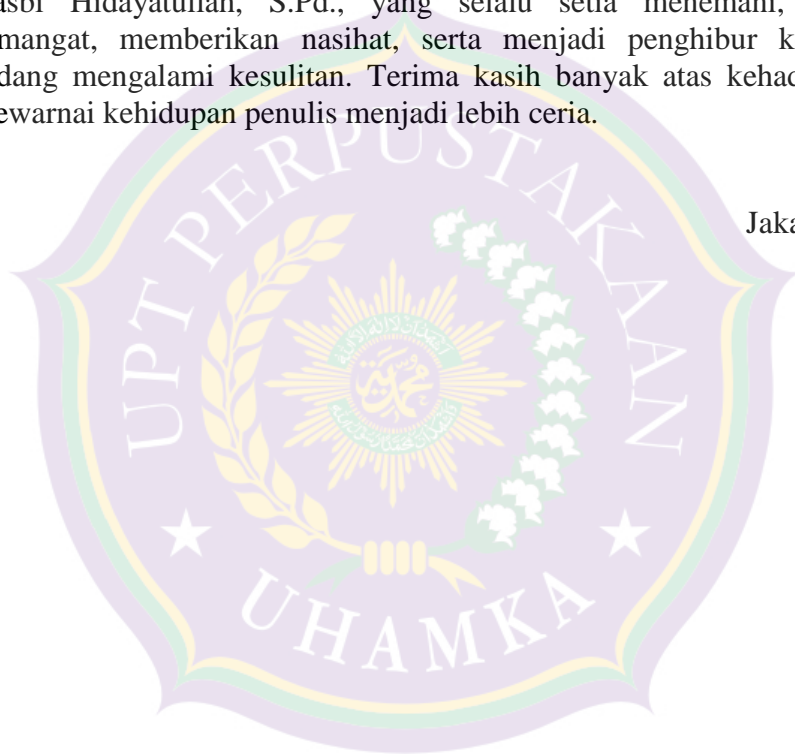 asbi Hidayatullah, S.Pd., yang selalu setia menemani,
mangat, memberikan nasihat, serta menjadi penghibur k
dang mengalami kesulitan. Terima kasih banyak atas kehad
ewarnai kehidupan penulis menjadi lebih ceria.
Jaka
UPT PERPUSTAKAAN
محمدية
UHAMKA